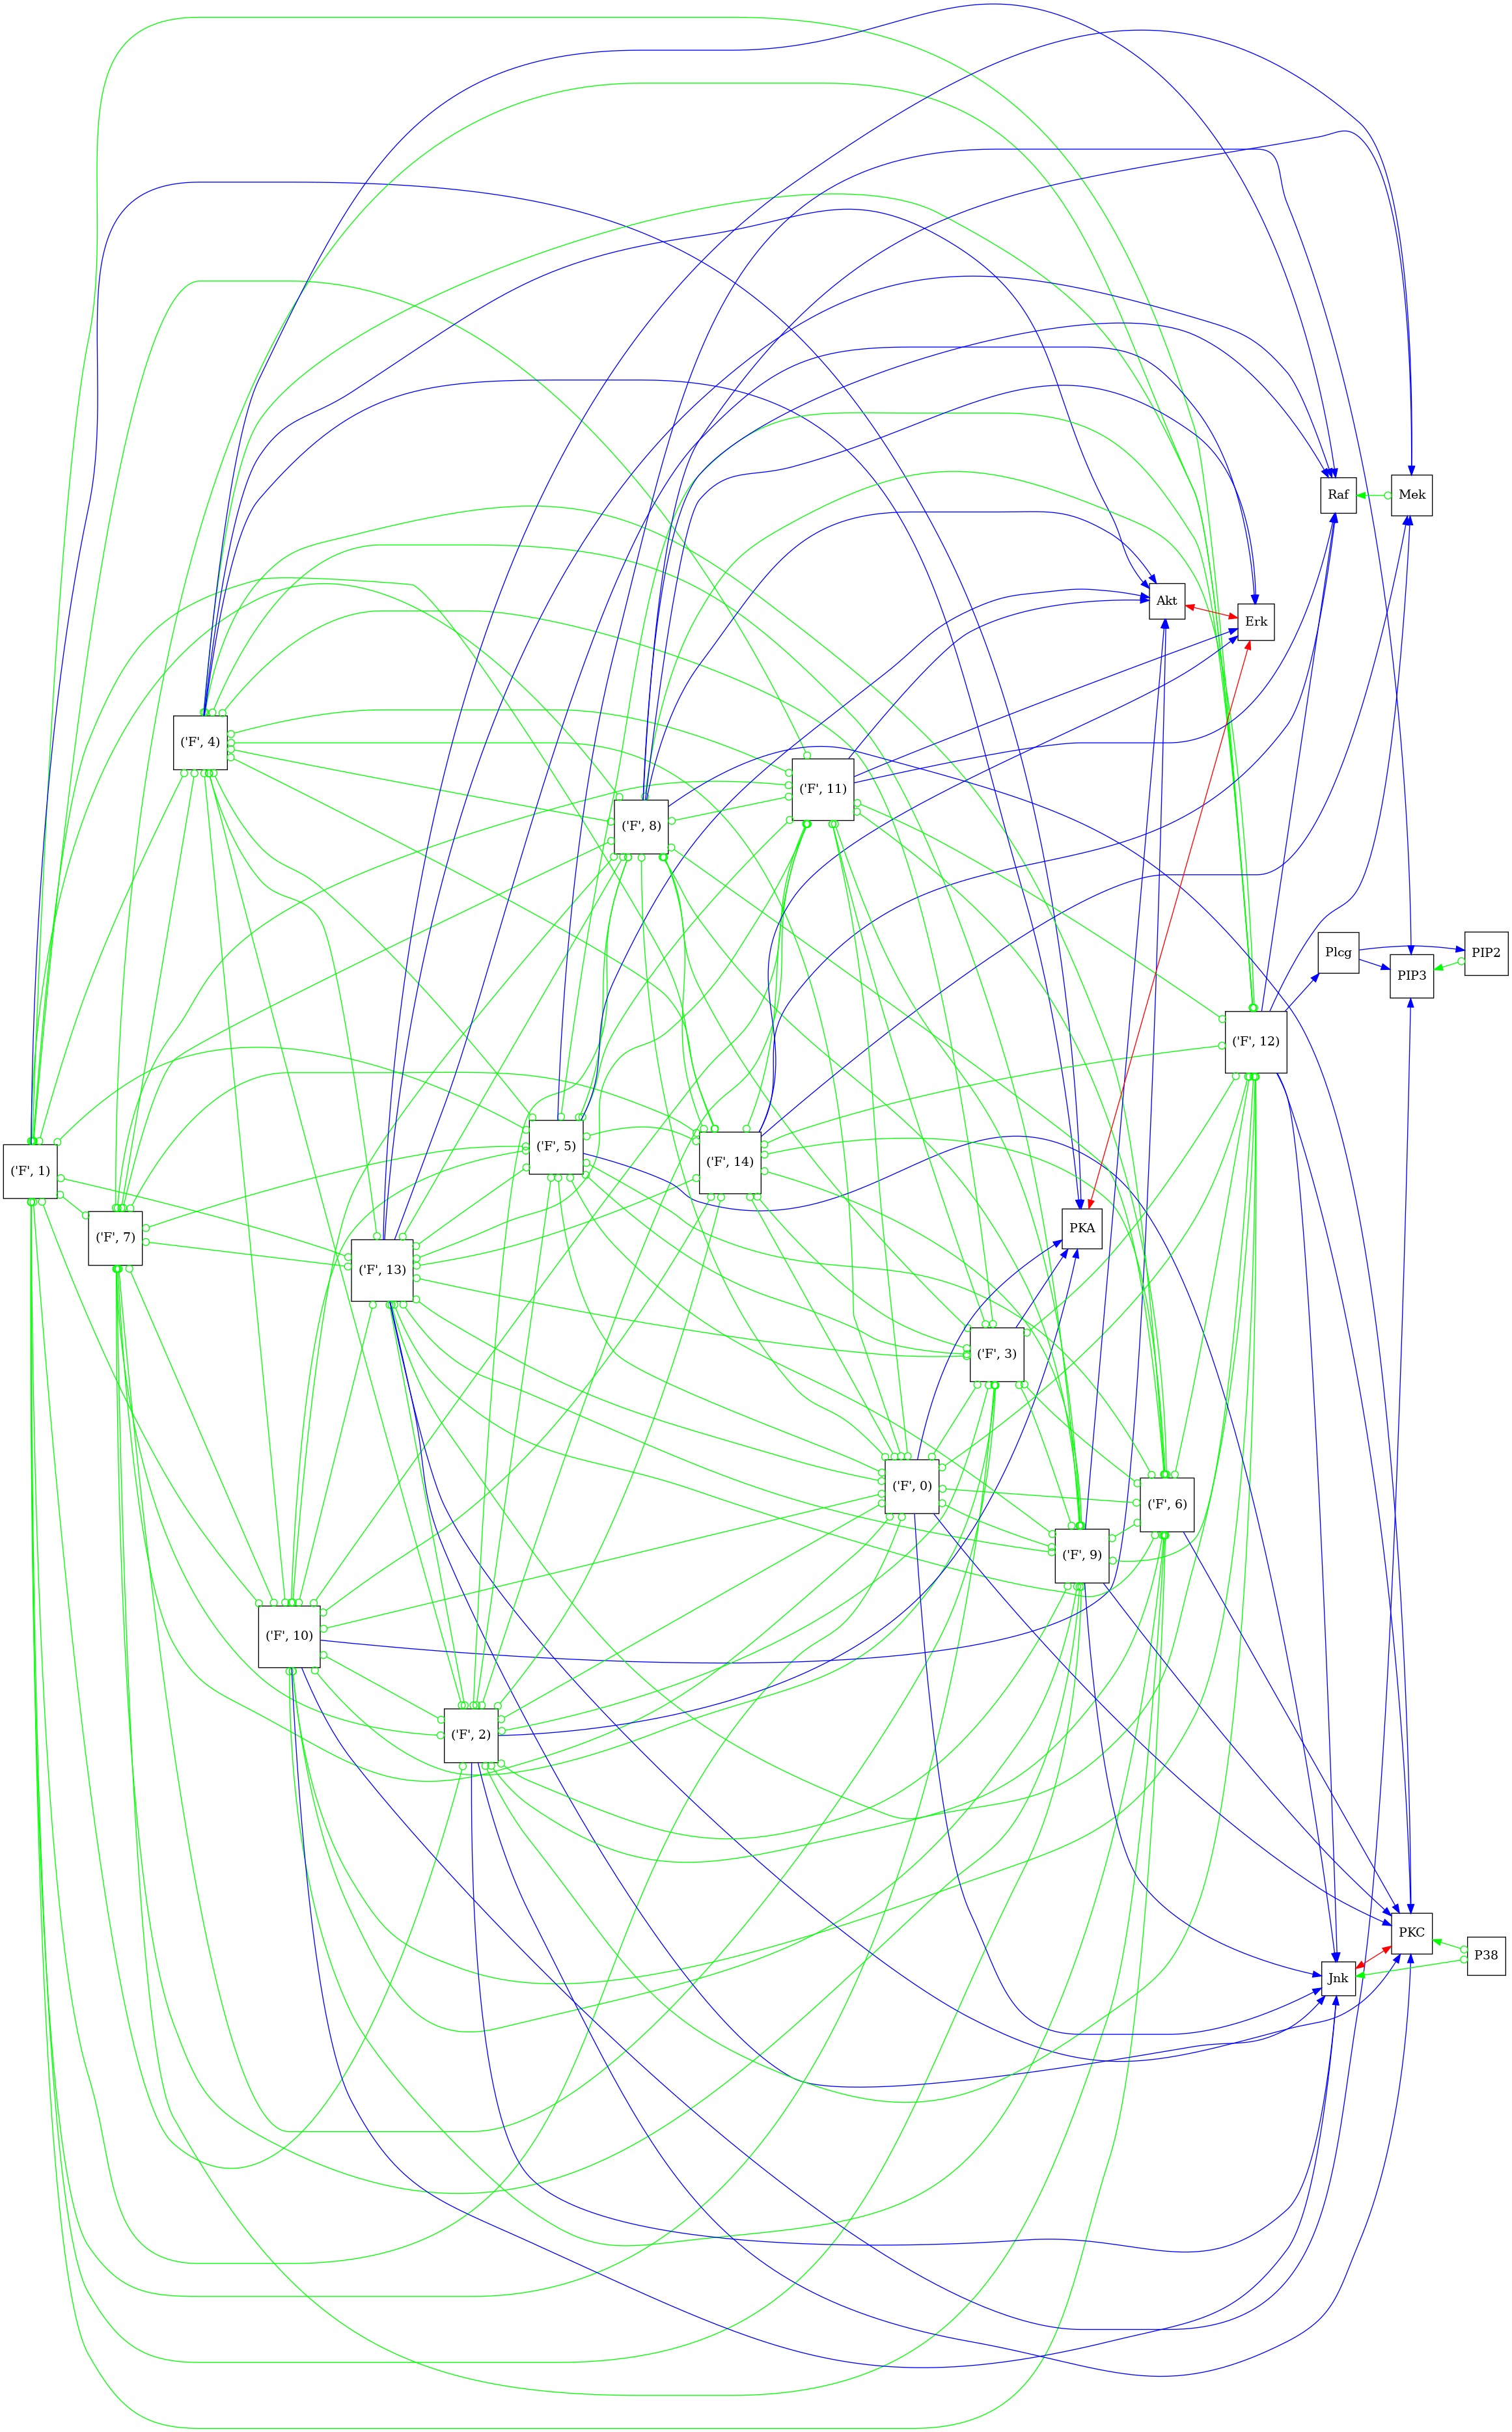 Raf
Mek
Akt
Erk
('F', 4)
('F', 11)
('F', 8)
Plcg
PIP2
PIP3
('F', 12)
('F', 5)
('F', 14)
('F', 1)
PKA
('F', 7)
('F', 13)
('F', 3)
('F', 0)
('F', 6)
('F', 9)
('F', 10)
('F', 2)
PKC
P38
Jnk